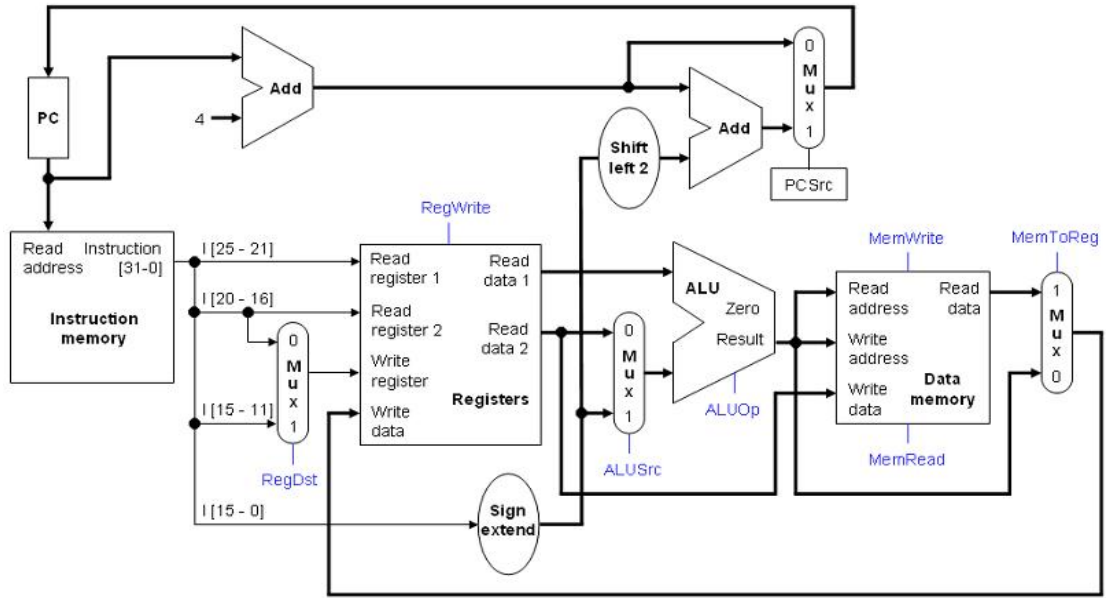 PC
4
Add
Shift
left 2
Add
0
M
u
x
1
PCSrc
Read
address
Instruction
[31-0]
Instruction
memory
I [25 - 21]
I [20 - 16]
I [15 - 11]
I [15 - 0]
0
M
u
x
1
RegDst
RegWrite
Read
register 1
Read
register 2
Write
register
Write
data
Read
data 1
Read
data 2
Registers
Sign
extend
0
M
u
x
1
ALUSrc
ALU
Zero
Result
ALUOp
MemWrite
Read
address
Write
address
Write
data
Read
data
Data
memory
MemRead
MemToReg
1
M
u
x
0